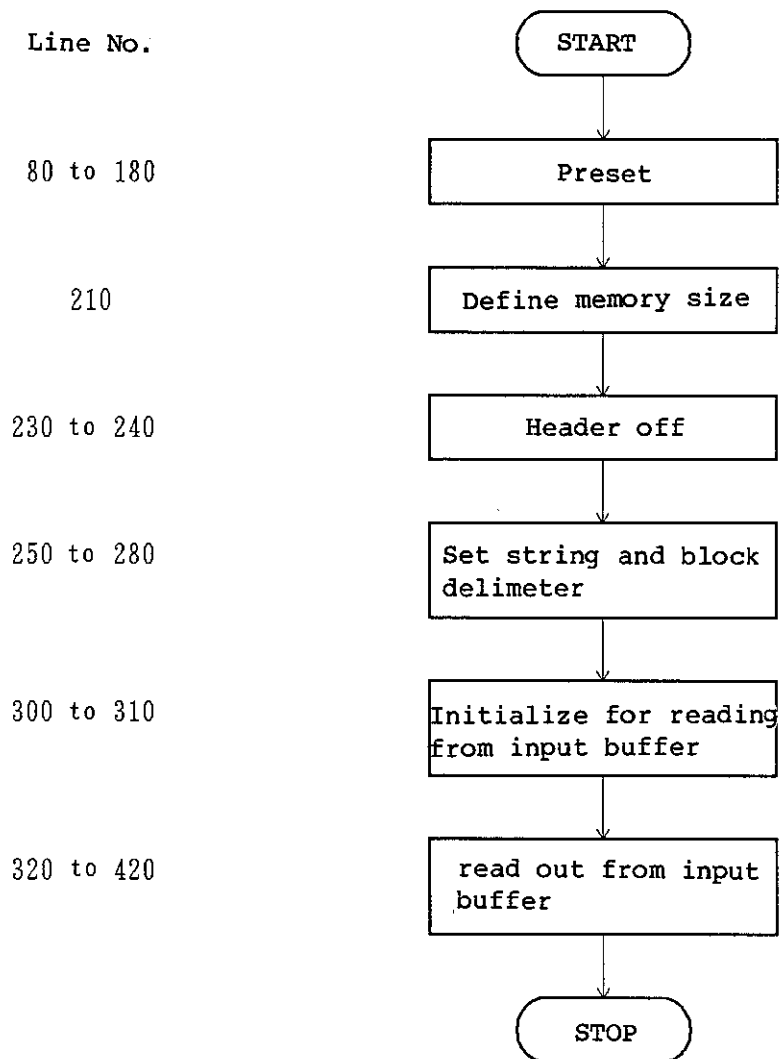 Line No.
START
80 to 180
Preset
210
Define memory size
230 to 240
Header off
250 to 280
Set string and block
delimeter
300 to 310
Initialize for reading
from input buffer
320 to 420
read out from input
buffer
STOP